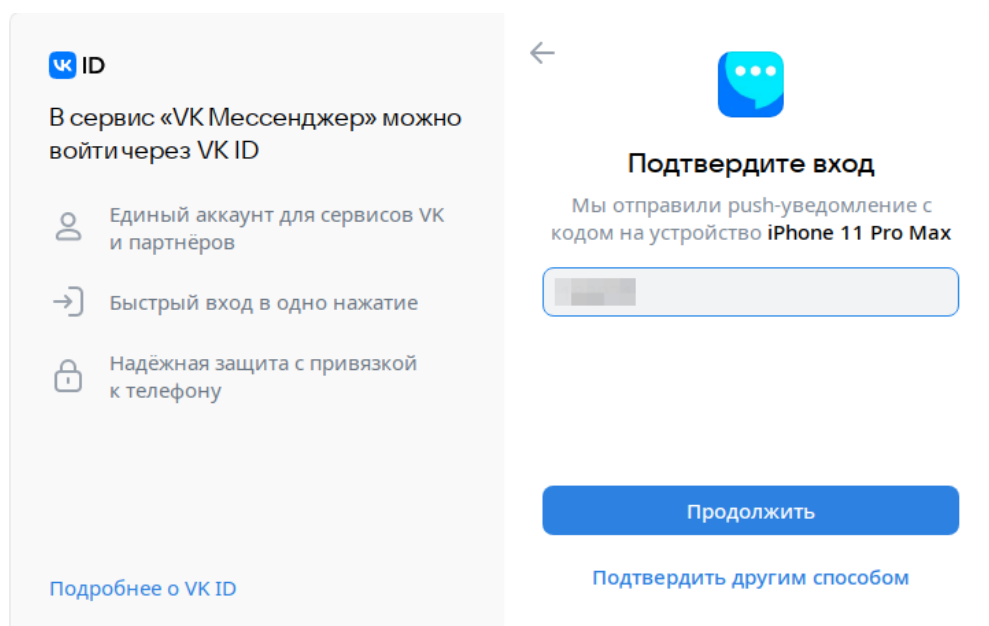 VK ID
В сервис «VK Мессенджер» можно
войти через VK ID
Единый аккаунт для сервисов VK
и партнёров
Быстрый вход в одно нажатие
Надёжная защита с привязкой
к телефону
Подробнее о VK ID
Подтвердите вход
Мы отправили push-уведомление с
кодом на устройство iPhone 11 Pro Max
Продолжить
Подтвердить другим способом